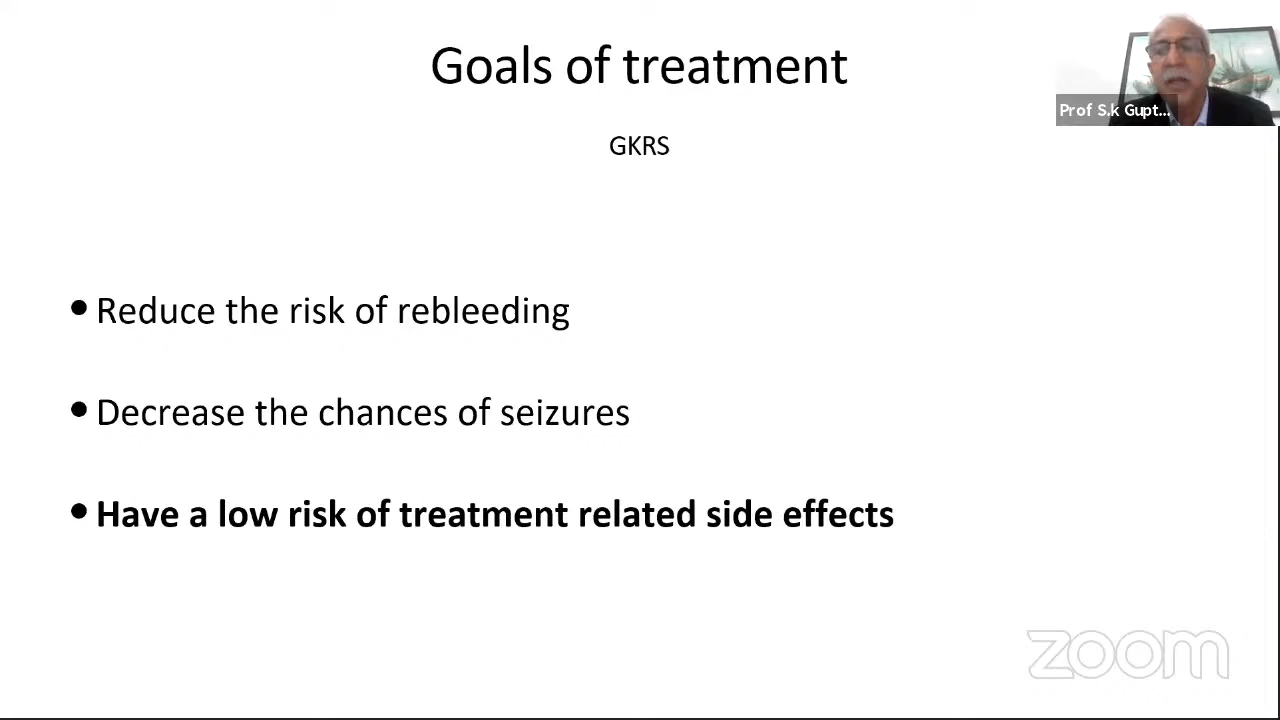 Goals of treatment
Prof S.k Gupt...
GKRS
• Reduce the risk of rebleeding
• Decrease the chances of seizures
• Have a low risk of treatment related side effects
zoom